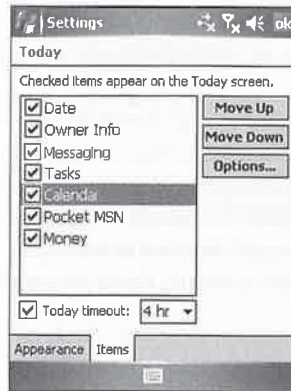 Settings
ok
Today
Checked items appear on the Today screen.
Date
Owner Info
Messaging
Tasks
Calendar
Pocket MSN
Money
Move Up
Move Down
Options...
Today timeout: 4 hr
Appearance Items